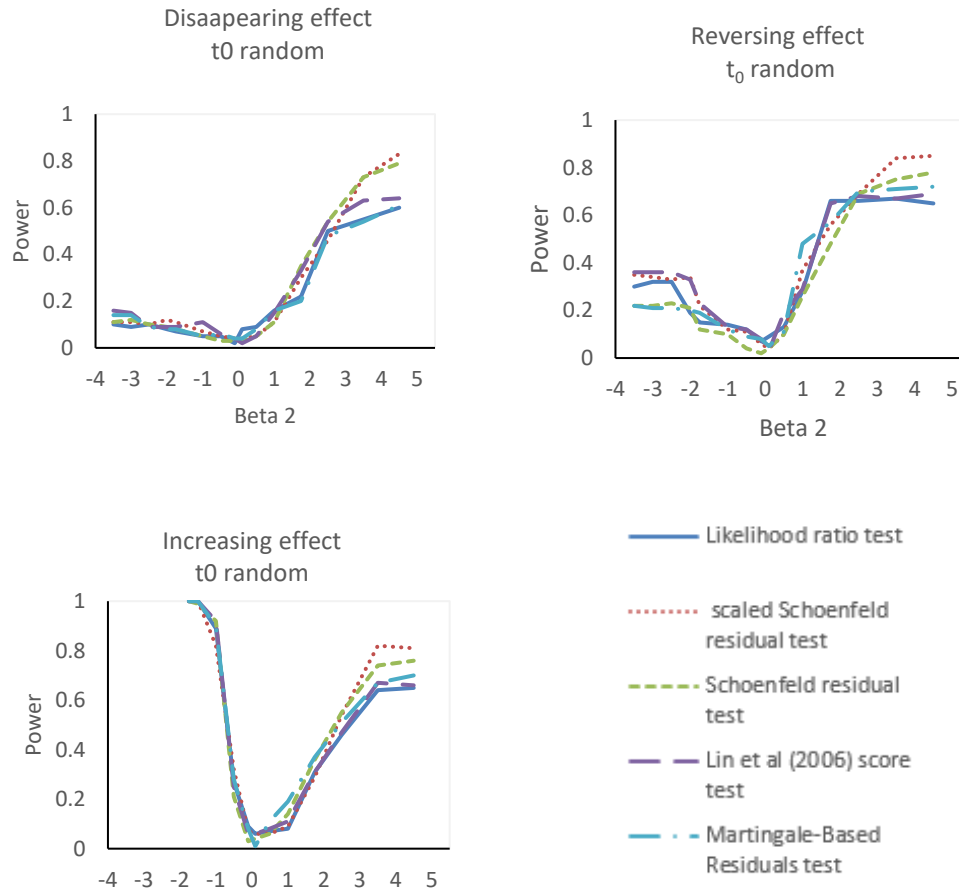 Disaapearing effect
t0 random
1
0.8
0.6
0.4
0.2
0
Power
-4 -3 -2 -1 0 1 2 3 4 5
Beta 2
Reversing effect
t₀ random
1
0.8
0.6
0.4
0.2
0
Power
-4 -3 -2 -1 0 1 2 3 4 5
Beta 2
Increasing effect
t0 random
1
0.8
0.6
0.4
0.2
0
Power
-4 -3 -2 -1 0 1 2 3 4 5
Likelihood ratio test
scaled Schoenfeld
residual test
Schoenfeld residual
test
Lin et al (2006) score
test
Martingale-Based
Residuals test